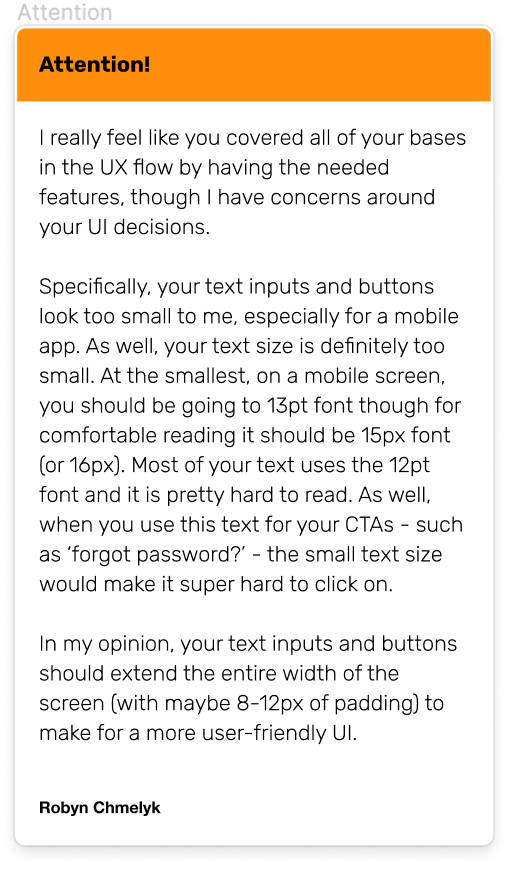 Attention
Attention!
I really feel like you covered all of your bases
in the UX flow by having the needed
features, though I have concerns around
your UI decisions.
Specifically, your text inputs and buttons
look too small to me, especially for a mobile
app. As well, your text size is definitely too
small. At the smallest, on a mobile screen,
you should be going to 13pt font though for
comfortable reading it should be 15px font
(or 16px). Most of your text uses the 12pt
font and it is pretty hard to read. As well,
when you use this text for your CTAs - such
as ‘forgot password?’ - the small text size
would make it super hard to click on.
In my opinion, your text inputs and buttons
should extend the entire width of the
screen (with maybe 8-12px of padding) to
make for a more user-friendly UI.
Robyn Chmelyk